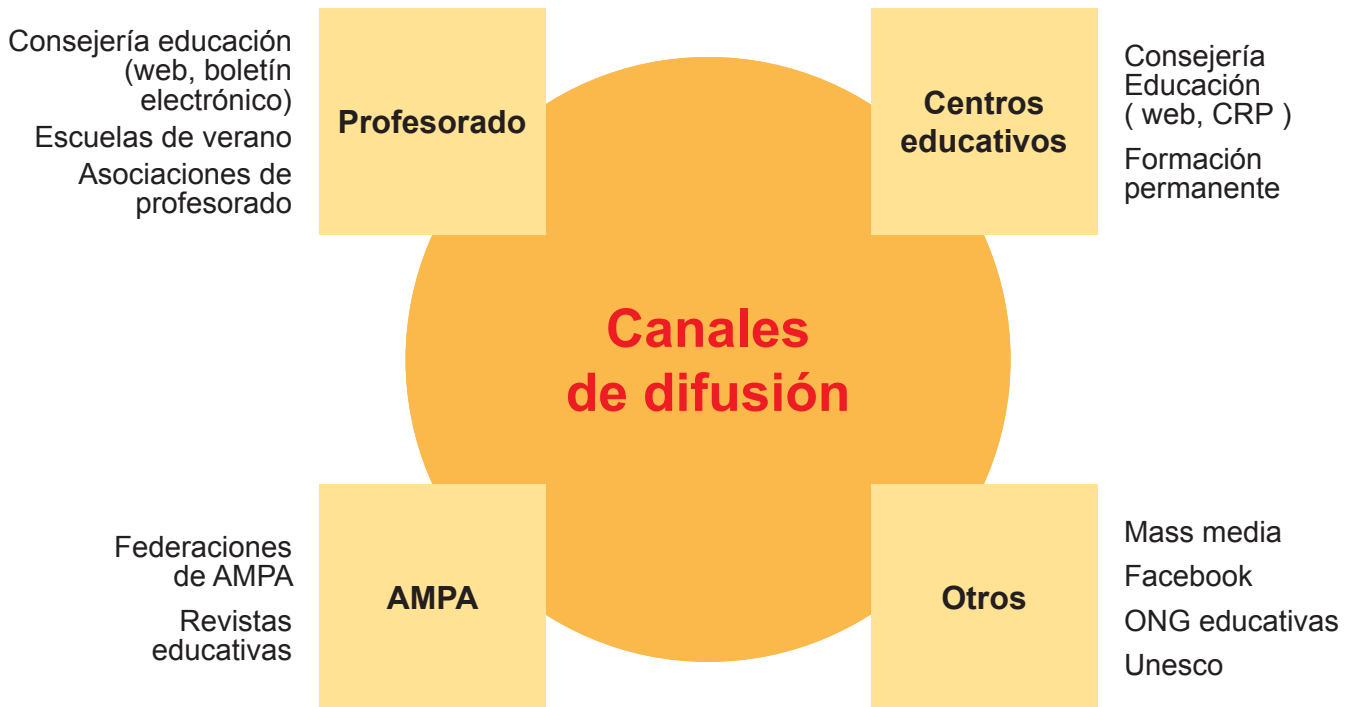 Consejería educación
(web, boletín
electrónico)
Escuelas de verano
Asociaciones de
profesorado
Profesorado
Centros
educativos
Consejería
Educación
( web, CRP )
Formación
permanente
Canales
de difusión
Federaciones
de AMPA
Revistas
educativas
AMPA
Otros
Mass media
Facebook
ONG educativas
Unesco